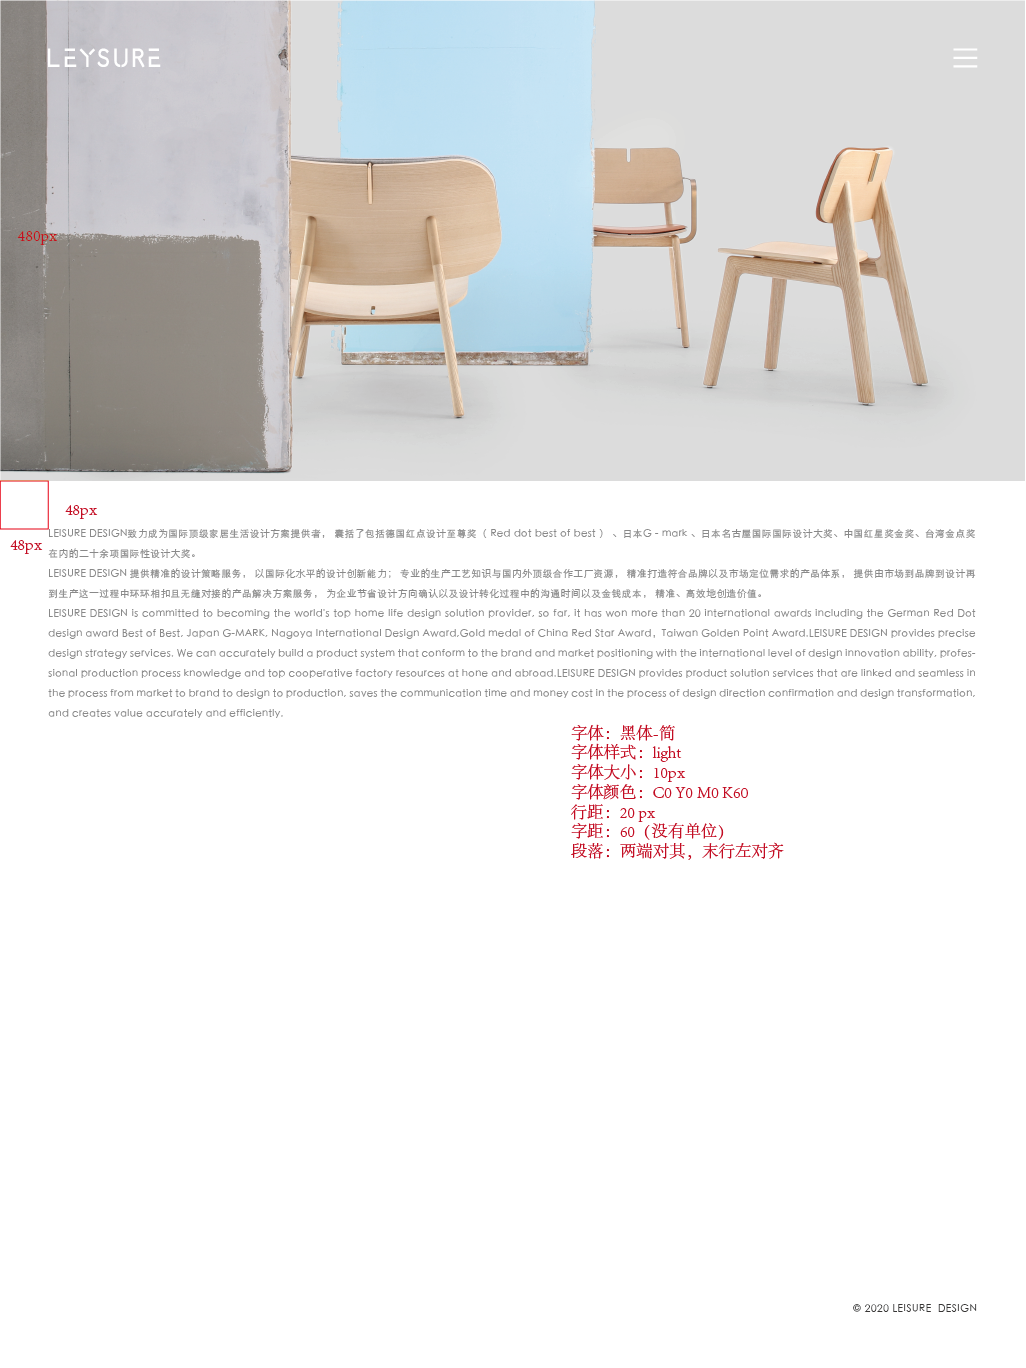 LEYSURE
480px
48px
48px
LEISURE DESIGN致力成为国际顶级家居生活设计方案提供者， 囊括了包括德国红点设计至尊奖（ Red dot best of best ） 、日本G - mark 、日本名古屋国际国际设计大奖、中国红星奖金奖、台湾金点奖
在内的二十余项国际性设计大奖。
LEISURE DESIGN 提供精准的设计策略服务， 以国际化水平的设计创新能力； 专业的生产工艺知识与国内外顶级合作工厂资源， 精准打造符合品牌以及市场定位需求的产品体系， 提供由市场到品牌到设计再
到生产这一过程中环环相扣且无缝对接的产品解决方案服务， 为企业节省设计方向确认以及设计转化过程中的沟通时间以及金钱成本， 精准、高效地创造价值。
LEISURE DESIGN is committed to becoming the world's top home life design solution provider, so far, it has won more than 20 international awards including the German Red Dot
design award Best of Best, Japan G-MARK, Nagoya International Design Award,Gold medal of China Red Star Award，Taiwan Golden Point Award.LEISURE DESIGN provides precise
design strategy services. We can accurately build a product system that conform to the brand and market positioning with the international level of design innovation ability, profes-
sional production process knowledge and top cooperative factory resources at hone and abroad.LEISURE DESIGN provides product solution services that are linked and seamless in
the process from market to brand to design to production, saves the communication time and money cost in the process of design direction confirmation and design transformation,
and creates value accurately and efficiently.
字体：黑体-简
字体样式：light
字体大小：10px
字体颜色：C0 Y0 M0 K60
行距：20 px
字距：60（没有单位）
段落：两端对其，末行左对齐
© 2020 LEISURE DESIGN